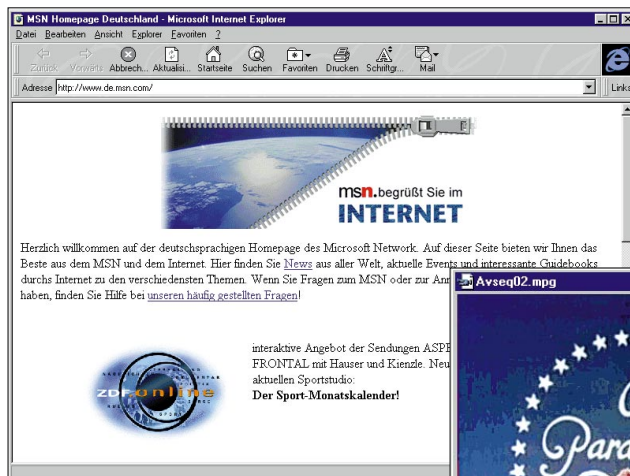 MSN Homepage Deutschland - Microsoft Internet Explorer
Datei Bearbeiten Ansicht Explorer Favoriten ?
Zurück Vorwärts Abbrech... Aktualisi... Startseite Suchen Favoriten Drucken Schriftgr... Mail
Adresse http://www.de.msn.com/ Links
msn.begrüßt Sie im
INTERNET
Herzlich willkommen auf der deutschsprachigen Homepage des Microsoft Network. Auf dieser Seite bieten wir Ihnen das
Beste aus dem MSN und dem Internet. Hier finden Sie News aus aller Welt, aktuelle Events und interessante Guidebooks
durchs Internet zu den verschiedensten Themen. Wenn Sie Fragen zum MSN oder zur
haben, finden Sie Hilfe bei unseren häufig gestellten Fragen!
Avseq02.mpg
interaktive Angebot der Sendungen
FRONTAL mit Hauser und Kienzle. Neu
aktuellen Sportstudio:
Der Sport-Monatskalender!
ZDF online